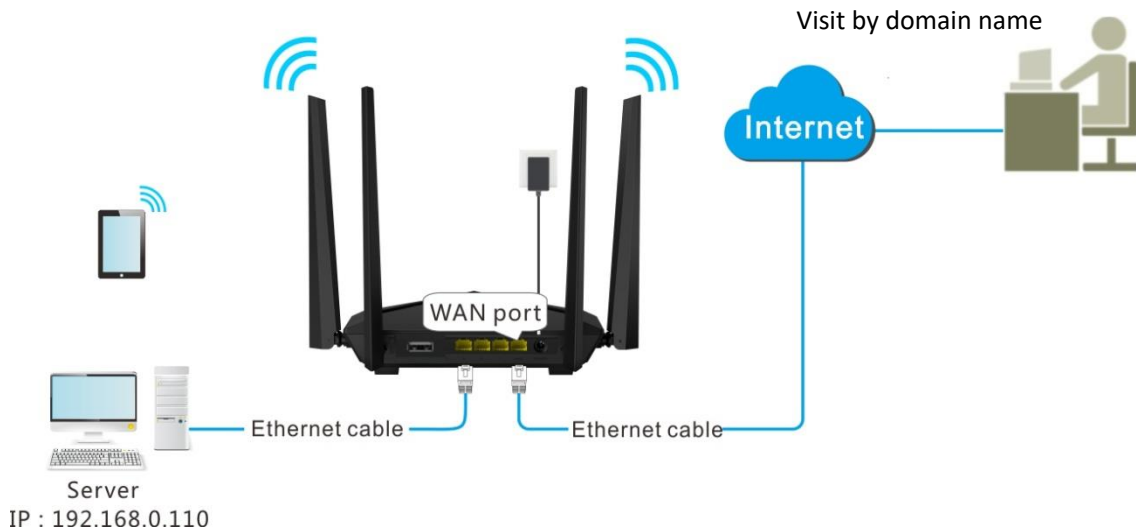 Visit by domain name
Internet
WAN port
Ethernet cable
Ethernet cable
Server
IP : 192.168.0.110